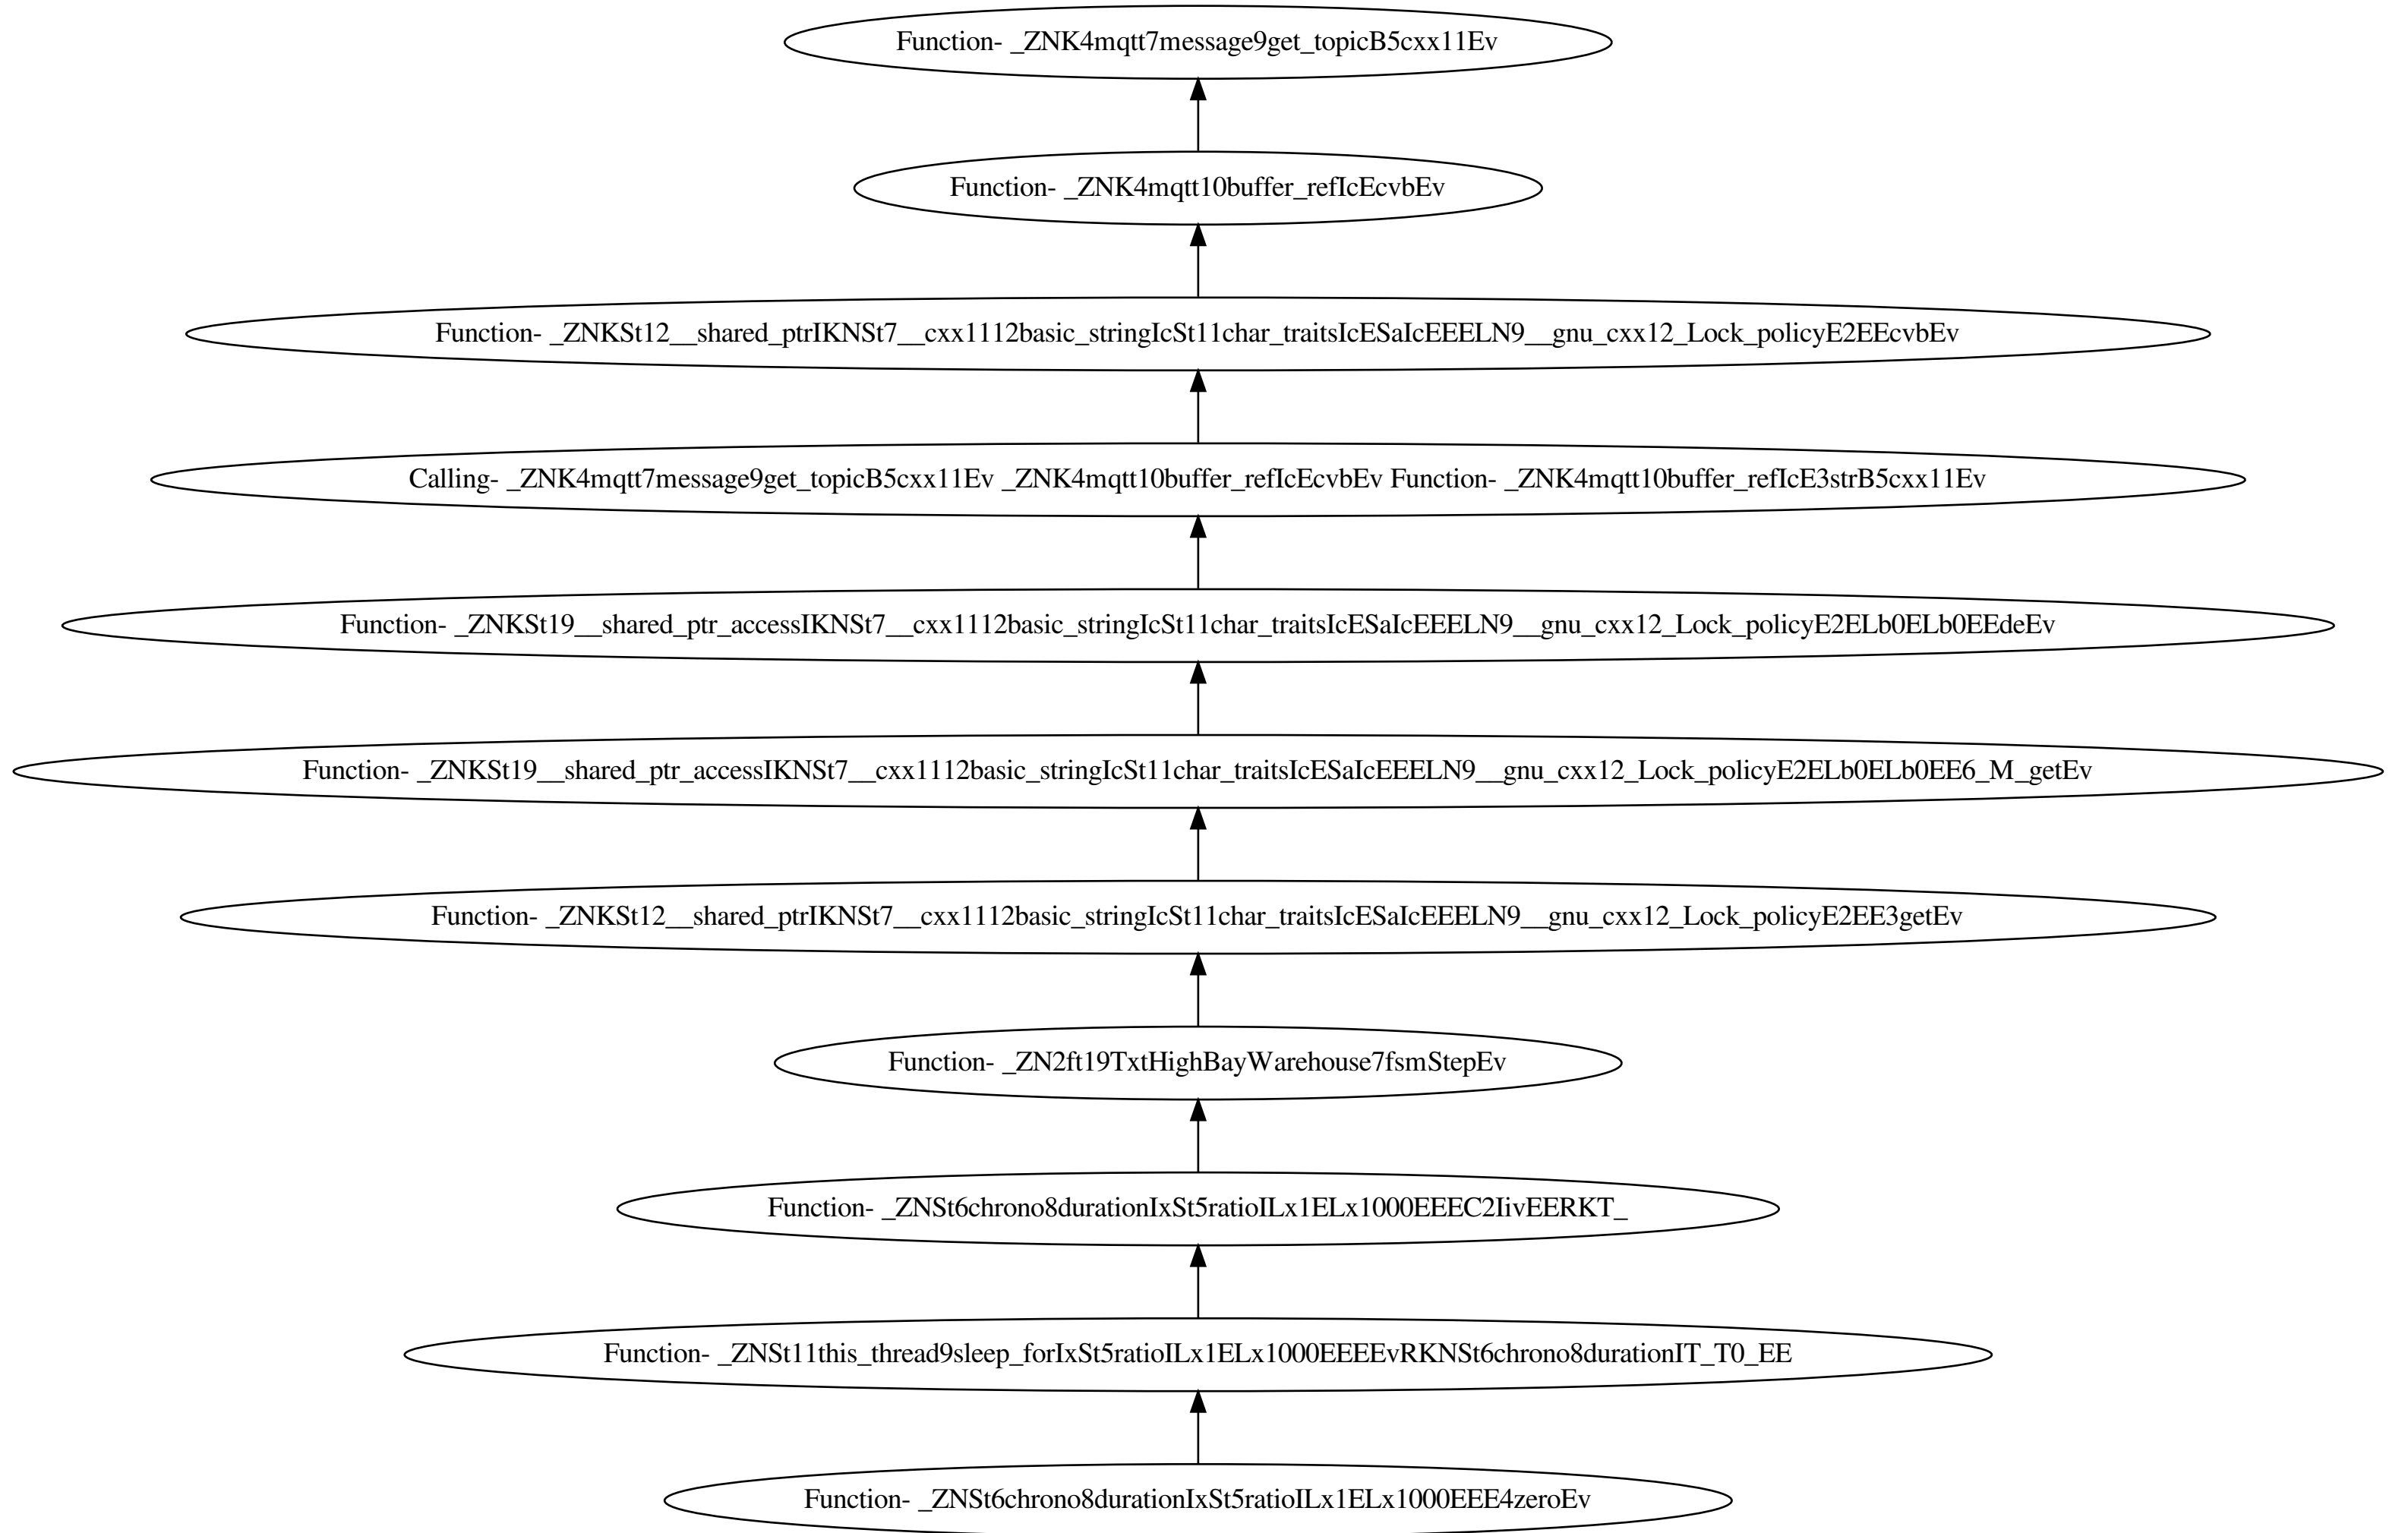 Function- _ZNK4mqtt7message9get_topicB5cxx11Ev
Function- _ZNK4mqtt10buffer_refIcEcvbEv
Function- _ZNKSt12__shared_ptrIKNSt7__cxx1112basic_stringIcSt11char_traitsIcESaIcEEELN9__gnu_cxx12_Lock_policyE2EEcvbEv
Calling- _ZNK4mqtt7message9get_topicB5cxx11Ev _ZNK4mqtt10buffer_refIcEcvbEv Function- _ZNK4mqtt10buffer_refIcE3strB5cxx11Ev
Function- _ZNKSt19__shared_ptr_accessIKNSt7__cxx1112basic_stringIcSt11char_traitsIcESaIcEEELN9__gnu_cxx12_Lock_policyE2ELb0ELb0EEdeEv
Function- _ZNKSt19__shared_ptr_accessIKNSt7__cxx1112basic_stringIcSt11char_traitsIcESaIcEEELN9__gnu_cxx12_Lock_policyE2ELb0ELb0EE6_M_getEv
Function- _ZNKSt12__shared_ptrIKNSt7__cxx1112basic_stringIcSt11char_traitsIcESaIcEEELN9__gnu_cxx12_Lock_policyE2EE3getEv
Function- _ZN2ft19TxtHighBayWarehouse7fsmStepEv
Function- _ZNSt6chrono8durationIxSt5ratioILx1ELx1000EEEC2IivEERKT_
Function- _ZNSt11this_thread9sleep_forIxSt5ratioILx1ELx1000EEEEvRKNSt6chrono8durationIT_T0_EE
Function- _ZNSt6chrono8durationIxSt5ratioILx1ELx1000EEE4zeroEv